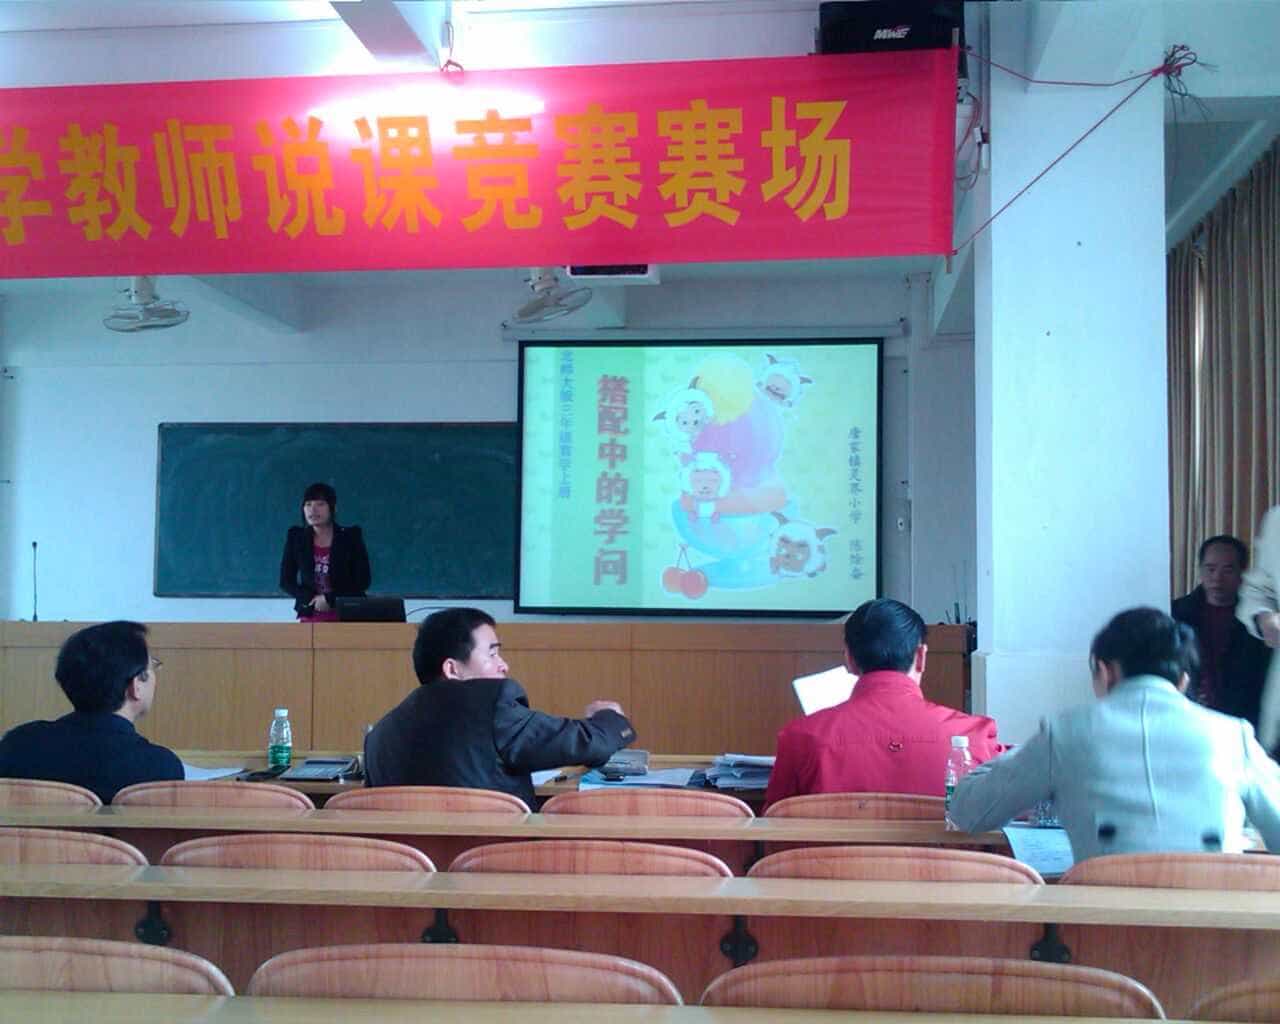 MWE
学教师说课竞赛赛场
北师大版三年级数学上册
搭配中的学问